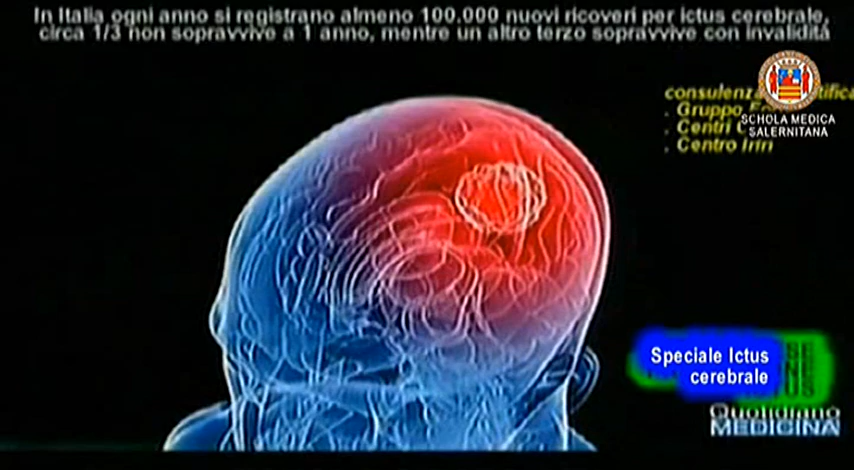 In Italia ogni anno si registrano almeno 100.000 nuovi ricoveri per ictus cerebrale,
circa 1/3 non sopravvive a 1 anno, mentre un altro terzo sopravvive con invalidità
. Gruppo
. Centri
. Centro Iriri
SCHOLA MEDICA
SALERNITANA
Speciale Ictus
cerebrale
Quotidiano
MEDICINA